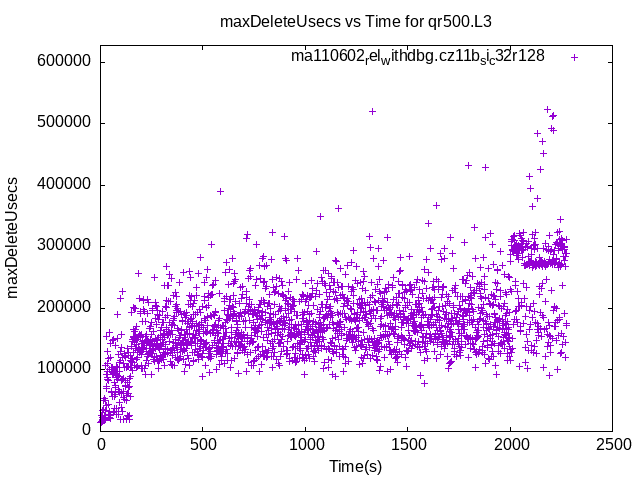 maxDeleteUsecs vs Time for qr500.L3
ma110602_rel_withdbg.cz11b_sic_32r128
600000
500000
400000
300000
200000
100000
0
maxDeleteUsecs
0 500 1000 1500 2000 2500
Time(s)